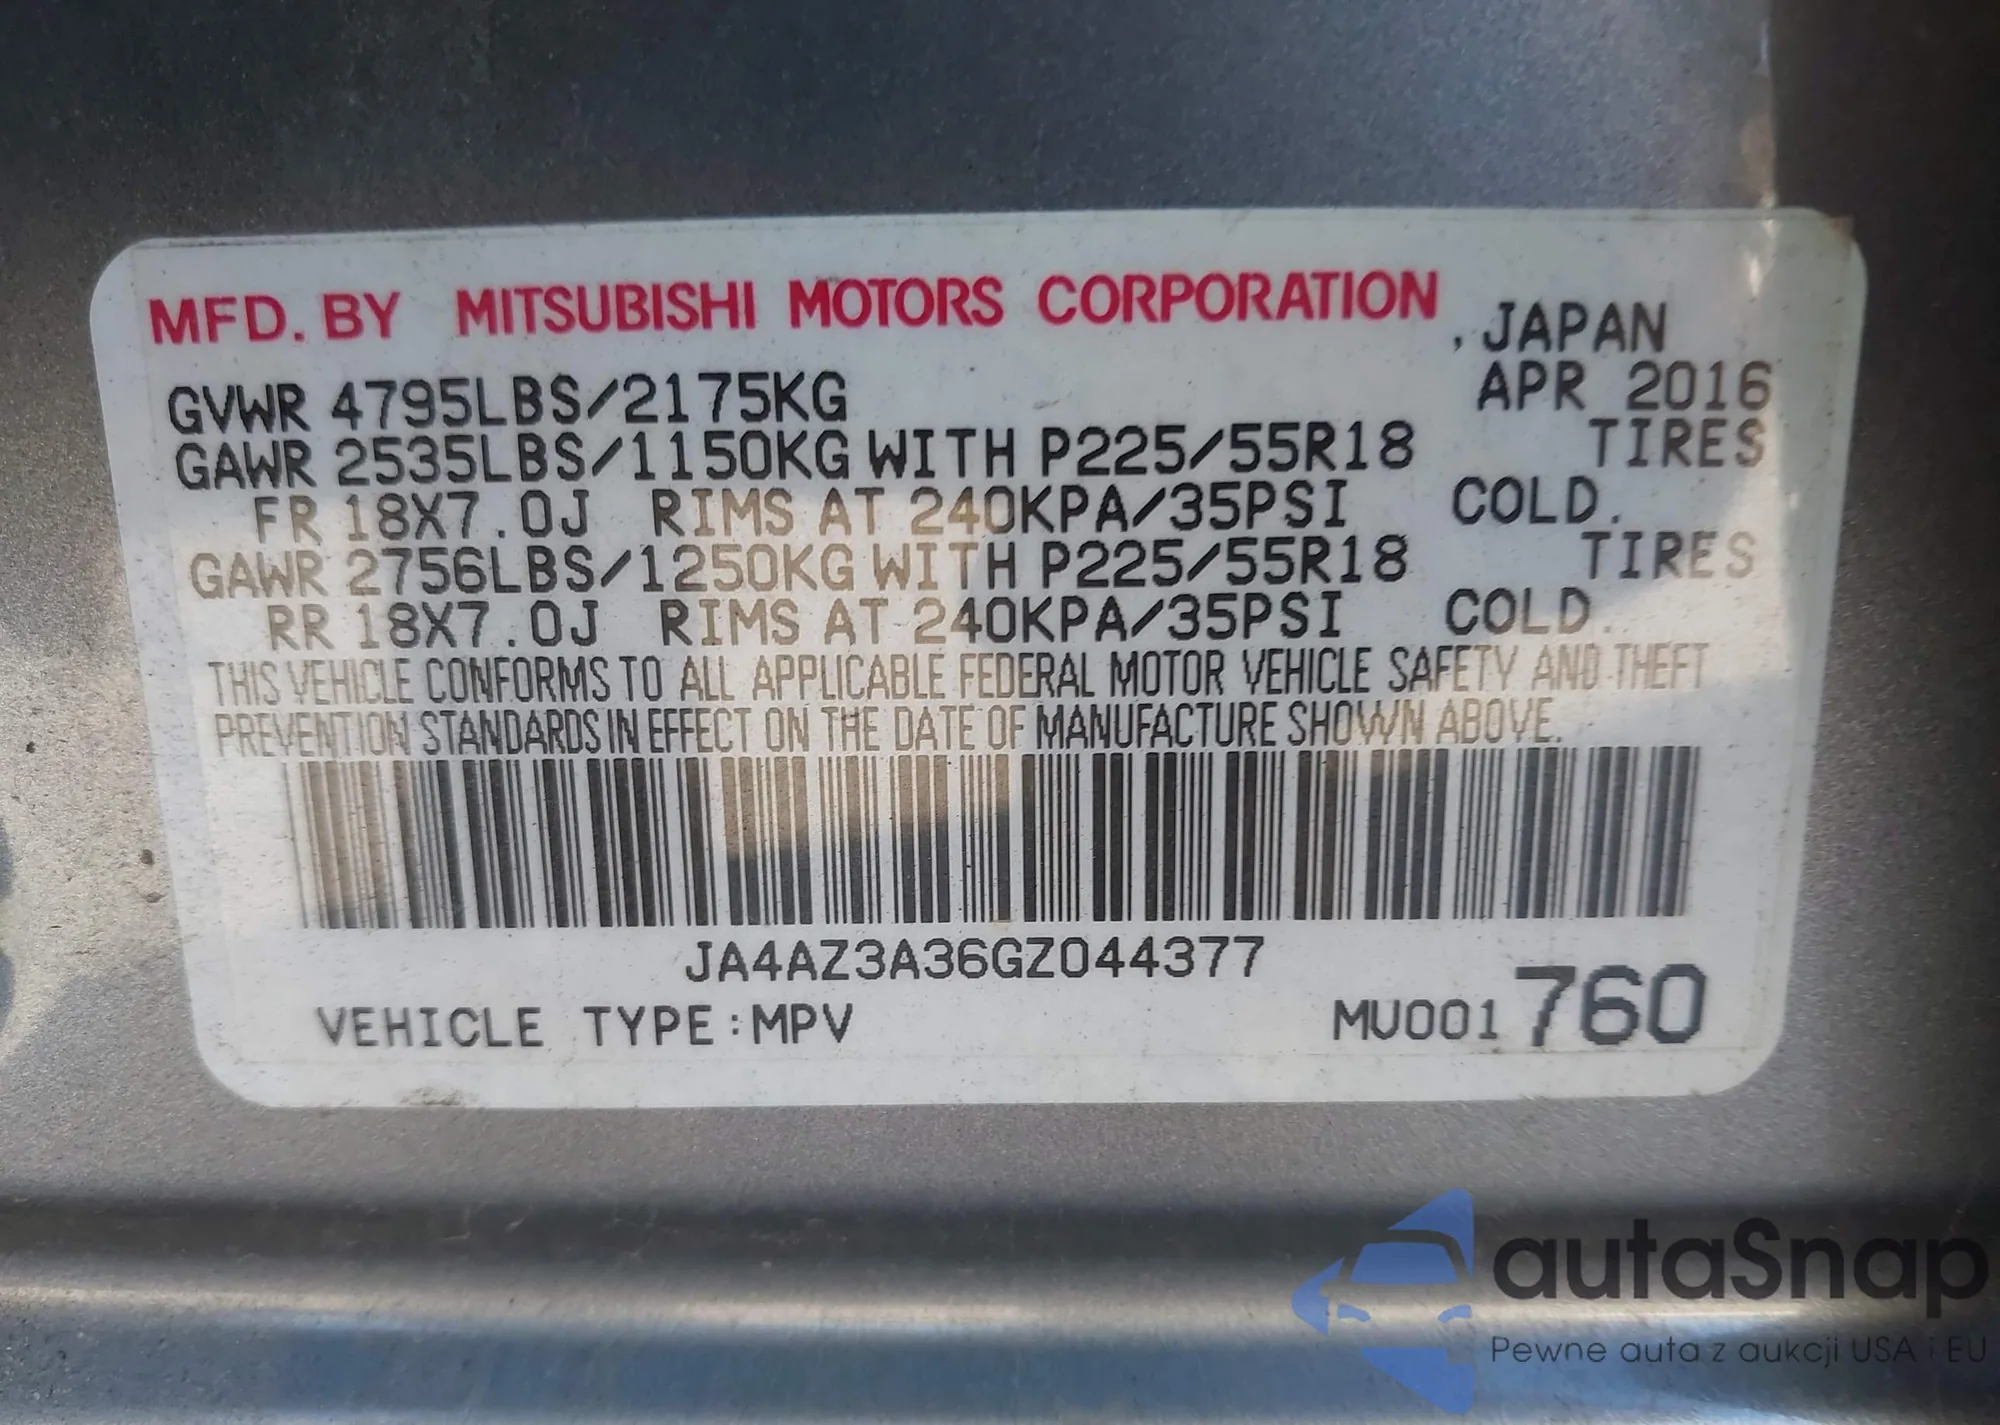 MFD. BY MITSUBISHI MOTORS CORPORATION
, JAPAN
GVWR 4795LBS/2175KG APR 2016
GAWR 2535LBS/1150KG WITH P225/55R18 TIRES
FR 18X7.0J RIMS AT 240KPA/35PSI COLD.
GAWR 2756LBS/1250KG WITH P225/55R18 TIRES
RR 18X7.0J RIMS AT 240KPA/35PSI COLD.
THIS VEHICLE CONFORMS TO ALL APPLICABLE FEDERAL MOTOR VEHICLE SAFETY AND THEFT
PREVENTION STANDARDS IN EFFECT ON THE DATE OF MANUFACTURE SHOWN ABOVE.
JA4AZ3A36GZ044377
VEHICLE TYPE:MPV MU001 760
autaSnap
Pewne auta z aukcji USA i EU